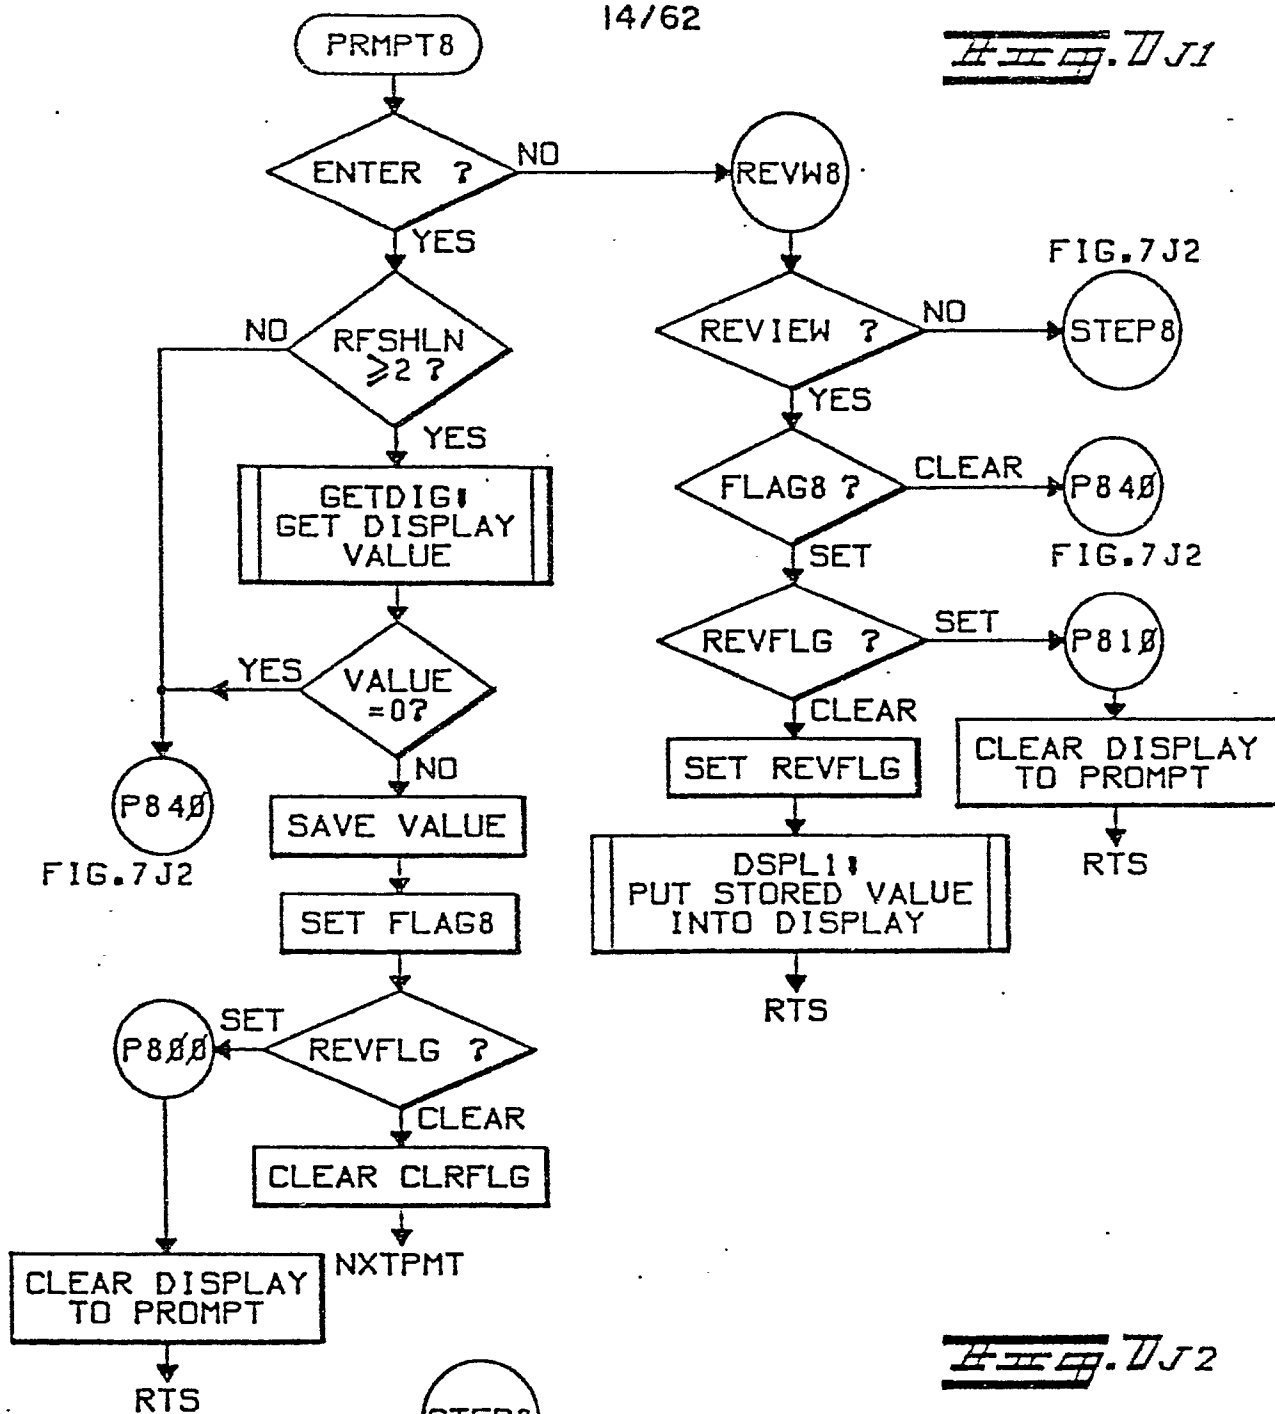 14/62
Fig. 7J1
PRMPT8
ENTER ?
NO
REVW8
YES
RFSHLN
≥2 ?
NO
YES
GETDIG:
GET DISPLAY
VALUE
VALUE
=0?
YES
P840
FIG.7J2
NO
SAVE VALUE
SET FLAG8
REVFLG ?
SET
P800
CLEAR
CLEAR CLRFLG
NXTPMT
CLEAR DISPLAY
TO PROMPT
RTS
REVIEW ?
NO
FIG.7J2
STEP8
YES
FLAG8 ?
CLEAR
P840
FIG.7J2
SET
REVFLG ?
SET
P810
CLEAR DISPLAY
TO PROMPT
RTS
CLEAR
SET REVFLG
DSPL1:
PUT STORED VALUE
INTO DISPLAY
RTS
Fig. 7J2